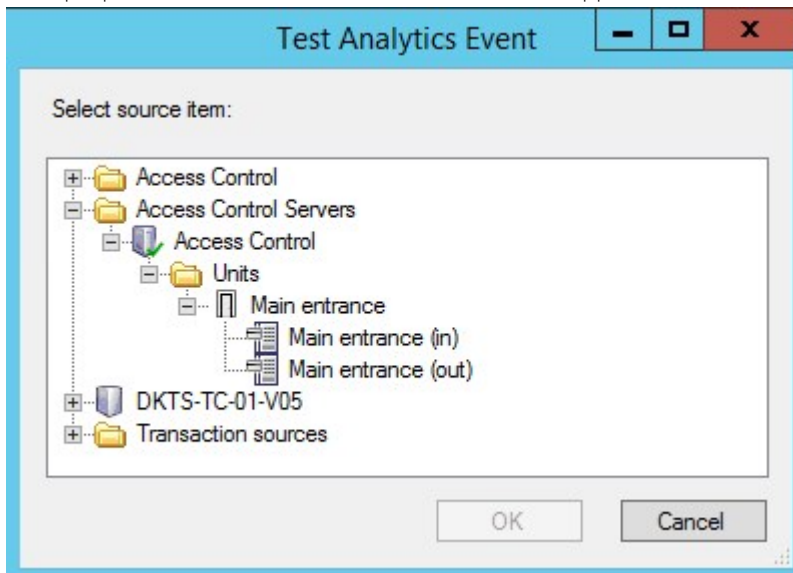 Test Analytics Event
Select source item:
Access Control
Access Control Servers
Access Control
Units
Main entrance
Main entrance (in)
Main entrance (out)
DKTS-TC-01-V05
Transaction sources
OK
Cancel